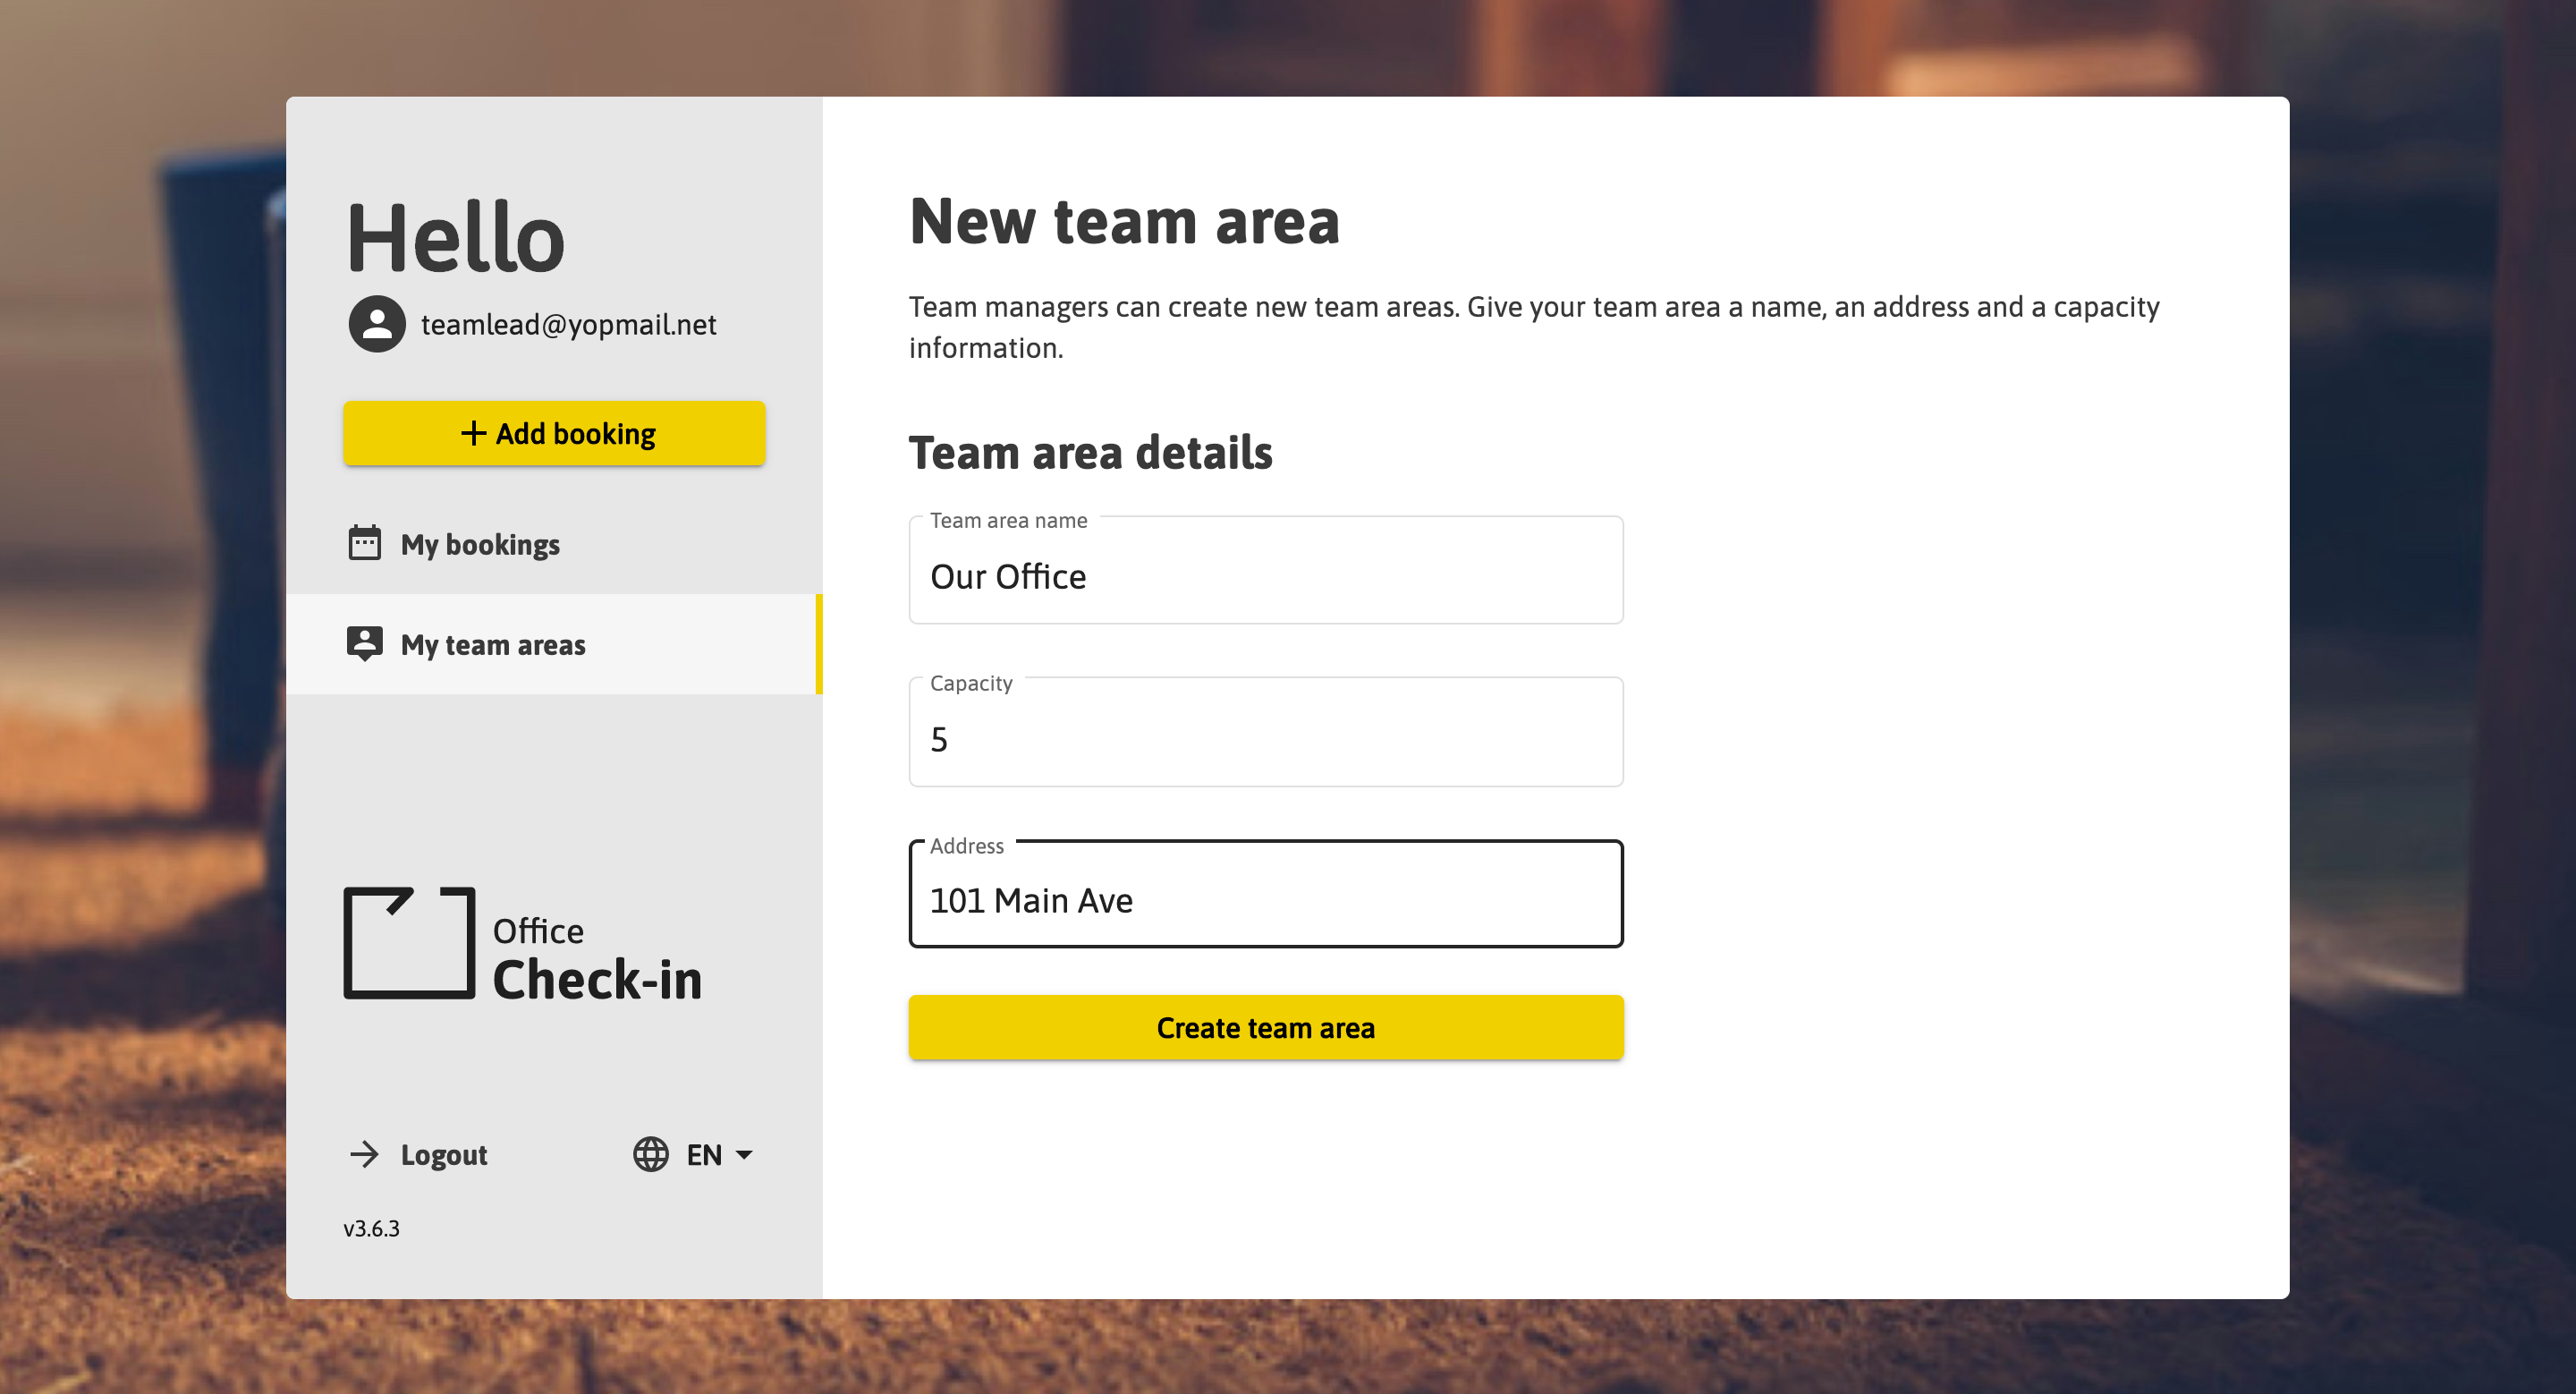 Hello
teamlead@yopmail.net
+ Add booking
My bookings
My team areas
Office
Check-in
Logout
EN
v3.6.3
New team area
Team managers can create new team areas. Give your team area a name, an address and a capacity
information.
Team area details
Team area name
Our Office
Capacity
5
Address
101 Main Ave
Create team area